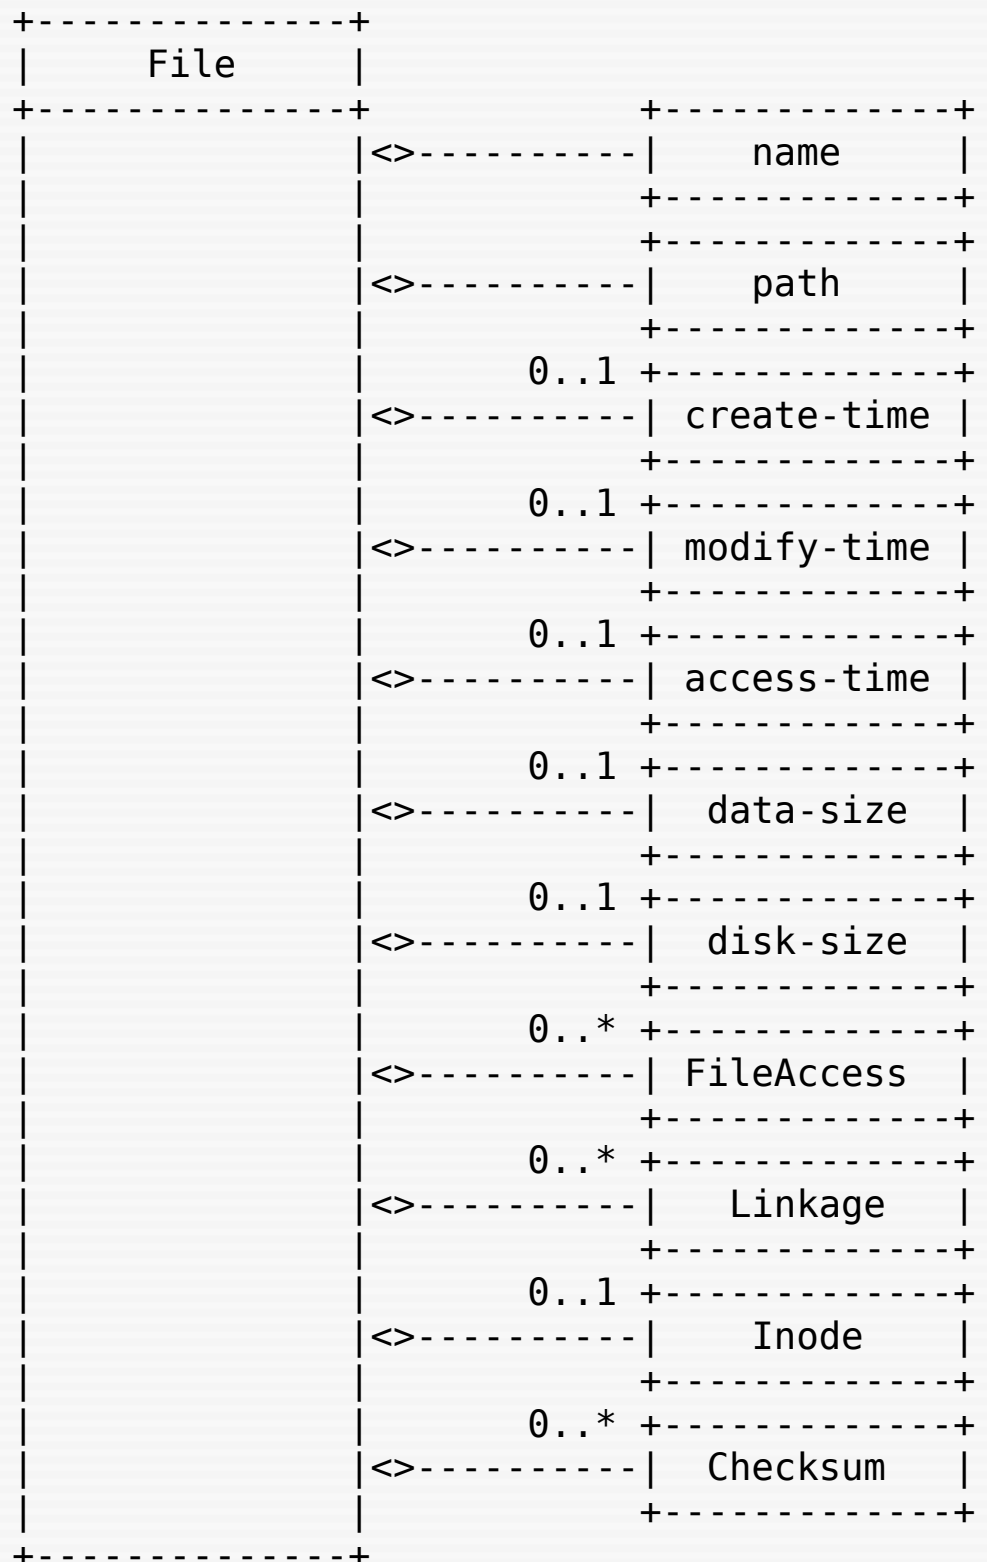 +--------------+
|     File     |
+--------------+            +-------------+
|              |<>----------|    name     |
|              |            +-------------+
|              |            +-------------+
|              |<>----------|    path     |
|              |            +-------------+
|              |       0..1 +-------------+
|              |<>----------| create-time |
|              |            +-------------+
|              |       0..1 +-------------+
|              |<>----------| modify-time |
|              |            +-------------+
|              |       0..1 +-------------+
|              |<>----------| access-time |
|              |            +-------------+
|              |       0..1 +-------------+
|              |<>----------|  data-size  |
|              |            +-------------+
|              |       0..1 +-------------+
|              |<>----------|  disk-size  |
|              |            +-------------+
|              |       0..* +-------------+
|              |<>----------| FileAccess  |
|              |            +-------------+
|              |       0..* +-------------+
|              |<>----------|   Linkage   |
|              |            +-------------+
|              |       0..1 +-------------+
|              |<>----------|    Inode    |
|              |            +-------------+
|              |       0..* +-------------+
|              |<>----------|  Checksum   |
|              |            +-------------+
+--------------+